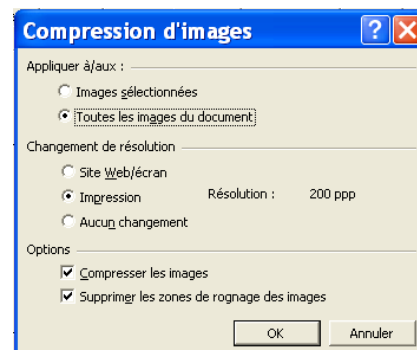 Compression d'images
Appliquer à/aux :
Images sélectionnées
Toutes les images du document
Changement de résolution
Site Web/écran
Impression Résolution : 200 ppp
Aucun changement
Options
Compresser les images
Supprimer les zones de rognage des images
OK Annuler